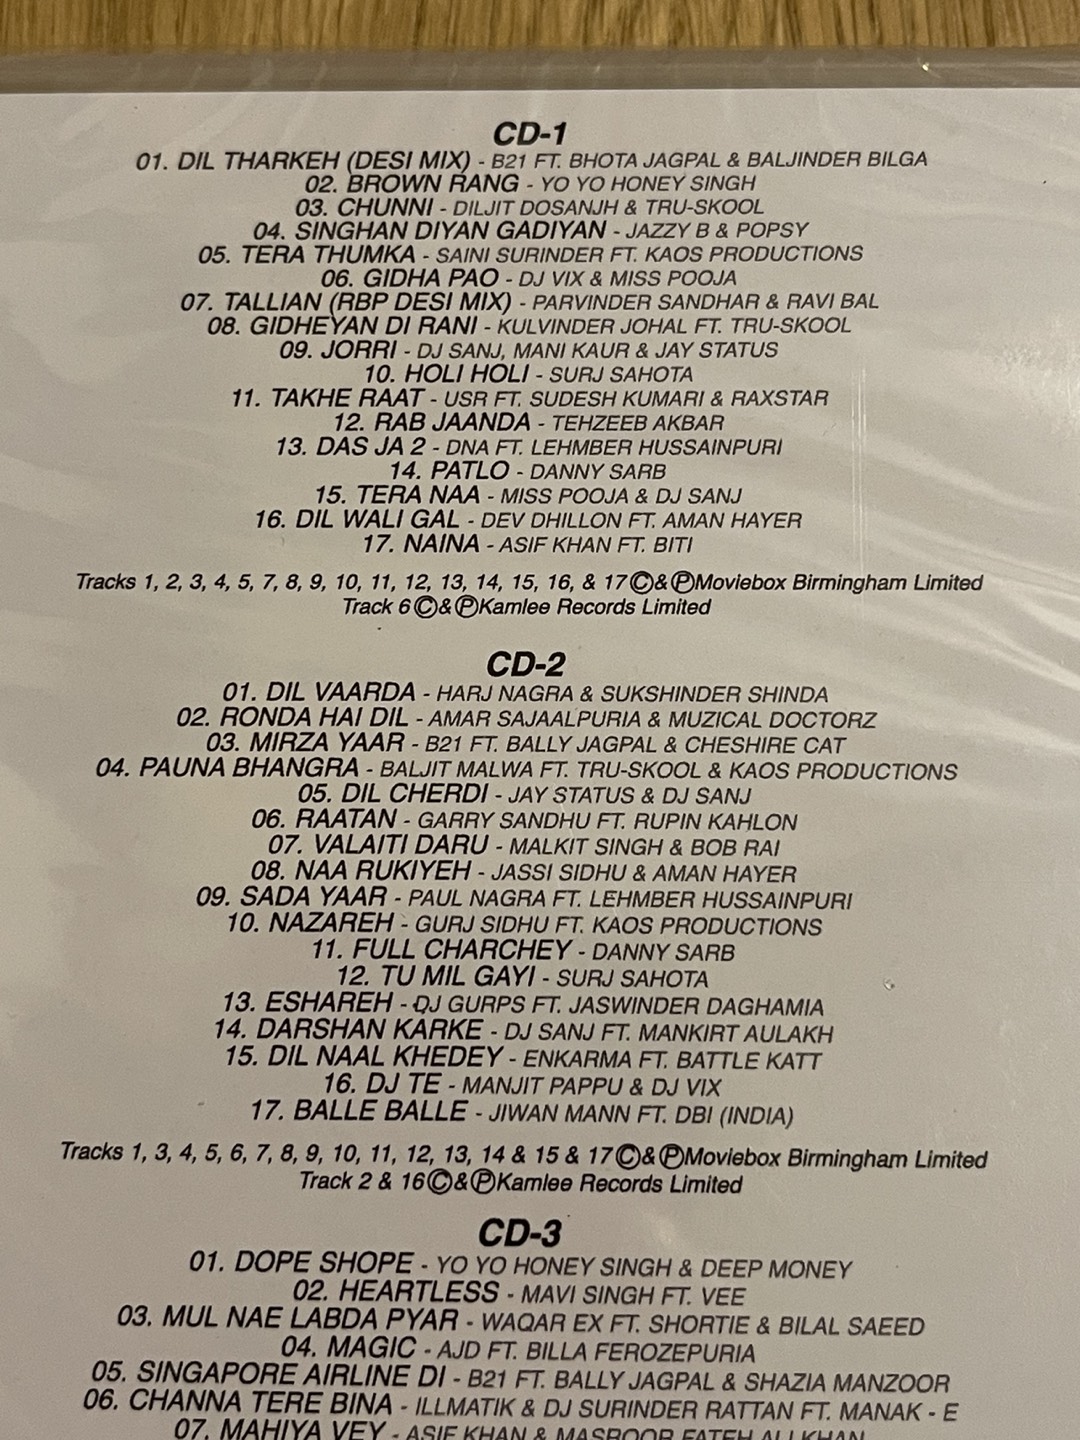 CD-1
01. DIL THARKEH (DESI MIX) - B21 FT. BHOTA JAGPAL & BALJINDER BILGA
02. BROWN RANG - YO YO HONEY SINGH
03. CHUNNI - DILJIT DOSANJH & TRU-SKOOL
04. SINGHAN DIYAN GADIYAN - JAZZY B & POPSY
05. TERA THUMKA - SAINI SURINDER FT. KAOS PRODUCTIONS
06. GIDHA PAO - DJ VIX & MISS POOJA
07. TALLIAN (RBP DESI MIX) - PARVINDER SANDHAR & RAVI BAL
08. GIDHEYAN DI RANI - KULVINDER JOHAL FT. TRU-SKOOL
09. JORRI - DJ SANJ, MANI KAUR & JAY STATUS
10. HOLI HOLI - SURJ SAHOTA
11. TAKHE RAAT - USR FT. SUDESH KUMARI & RAXSTAR
12. RAB JAANDA - TEHZEEB AKBAR
13. DAS JA 2 - DNA FT. LEHMBER HUSSAINPURI
14. PATLO - DANNY SARB
15. TERA NAA - MISS POOJA & DJ SANJ
16. DIL WALI GAL - DEV DHILLON FT. AMAN HAYER
17. NAINA - ASIF KHAN FT. BITI
Tracks 1, 2, 3, 4, 5, 7, 8, 9, 10, 11, 12, 13, 14, 15, 16, & 17©&℗Moviebox Birmingham Limited
Track 6©&℗Kamlee Records Limited
CD-2
01. DIL VAARDA - HARJ NAGRA & SUKSHINDER SHINDA
02. RONDA HAI DIL - AMAR SAJAALPURIA & MUZICAL DOCTORZ
03. MIRZA YAAR - B21 FT. BALLY JAGPAL & CHESHIRE CAT
04. PAUNA BHANGRA - BALJIT MALWA FT. TRU-SKOOL & KAOS PRODUCTIONS
05. DIL CHERDI - JAY STATUS & DJ SANJ
06. RAATAN - GARRY SANDHU FT. RUPIN KAHLON
07. VALAITI DARU - MALKIT SINGH & BOB RAI
08. NAA RUKIYEH - JASSI SIDHU & AMAN HAYER
09. SADA YAAR - PAUL NAGRA FT. LEHMBER HUSSAINPURI
10. NAZAREH - GURJ SIDHU FT. KAOS PRODUCTIONS
11. FULL CHARCHEY - DANNY SARB
12. TU MIL GAYI - SURJ SAHOTA
13. ESHAREH - DJ GURPS FT. JASWINDER DAGHAMIA
14. DARSHAN KARKE - DJ SANJ FT. MANKIRT AULAKH
15. DIL NAAL KHEDEY - ENKARMA FT. BATTLE KATT
16. DJ TE - MANJIT PAPPU & DJ VIX
17. BALLE BALLE - JIWAN MANN FT. DBI (INDIA)
Tracks 1, 3, 4, 5, 6, 7, 8, 9, 10, 11, 12, 13, 14 & 15 & 17©&℗Moviebox Birmingham Limited
Track 2 & 16©&℗Kamlee Records Limited
CD-3
01. DOPE SHOPE - YO YO HONEY SINGH & DEEP MONEY
02. HEARTLESS - MAVI SINGH FT. VEE
03. MUL NAE LABDA PYAR - WAQAR EX FT. SHORTIE & BILAL SAEED
04. MAGIC - AJD FT. BILLA FEROZEPURIA
05. SINGAPORE AIRLINE DI - B21 FT. BALLY JAGPAL & SHAZIA MANZOOR
06. CHANNA TERE BINA - ILLMATIK & DJ SURINDER RATTAN FT. MANAK - E
07. MAHIYA VEY - ASIF KHAN & MASROOR FATEH ALI KHAN